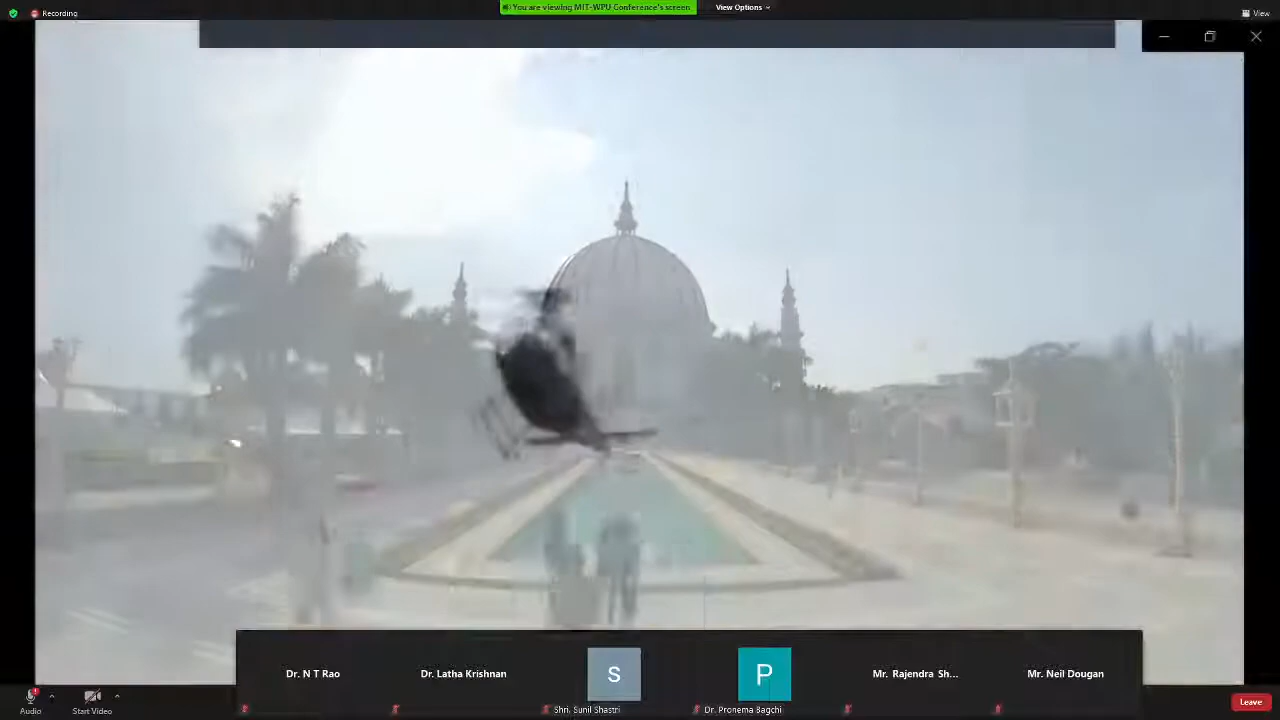 Recording
You are viewing MIT-WPU Conference's screen
View Options
View
Dr. N T Rao
Dr. Latha Krishnan
S
Shri. Sunil Shastri
P
Dr. Pronema Bagchi
Mr. Rajendra Sh...
Mr. Neil Dougan
Audio
Start Video
Leave